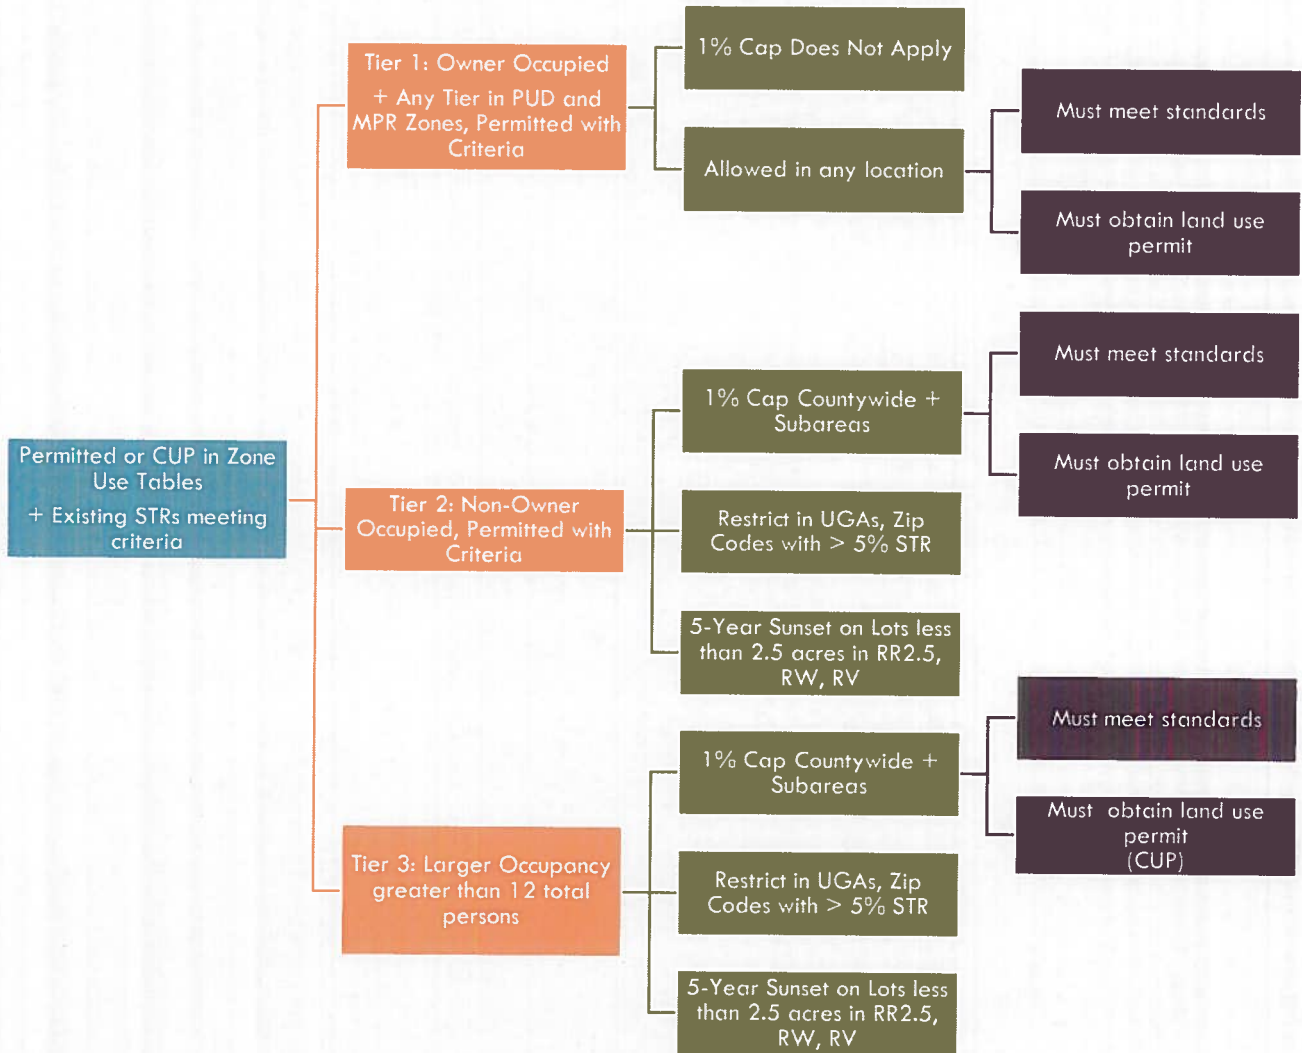 Permitted or CUP in Zone
Use Tables
+ Existing STRs meeting
criteria
Tier 1: Owner Occupied
+ Any Tier in PUD and
MPR Zones, Permitted with
Criteria
1% Cap Does Not Apply
Allowed in any location
Must meet standards
Must obtain land use
permit
Tier 2: Non-Owner
Occupied, Permitted with
Criteria
1% Cap Countywide +
Subareas
Must meet standards
Must obtain land use
permit
Restrict in UGAs, Zip
Codes with > 5% STR
5-Year Sunset on Lots less
than 2.5 acres in RR2.5,
RW, RV
Tier 3: Larger Occupancy
greater than 12 total
persons
1% Cap Countywide +
Subareas
Must meet standards
Must obtain land use
permit
(CUP)
Restrict in UGAs, Zip
Codes with > 5% STR
5-Year Sunset on Lots less
than 2.5 acres in RR2.5,
RW, RV